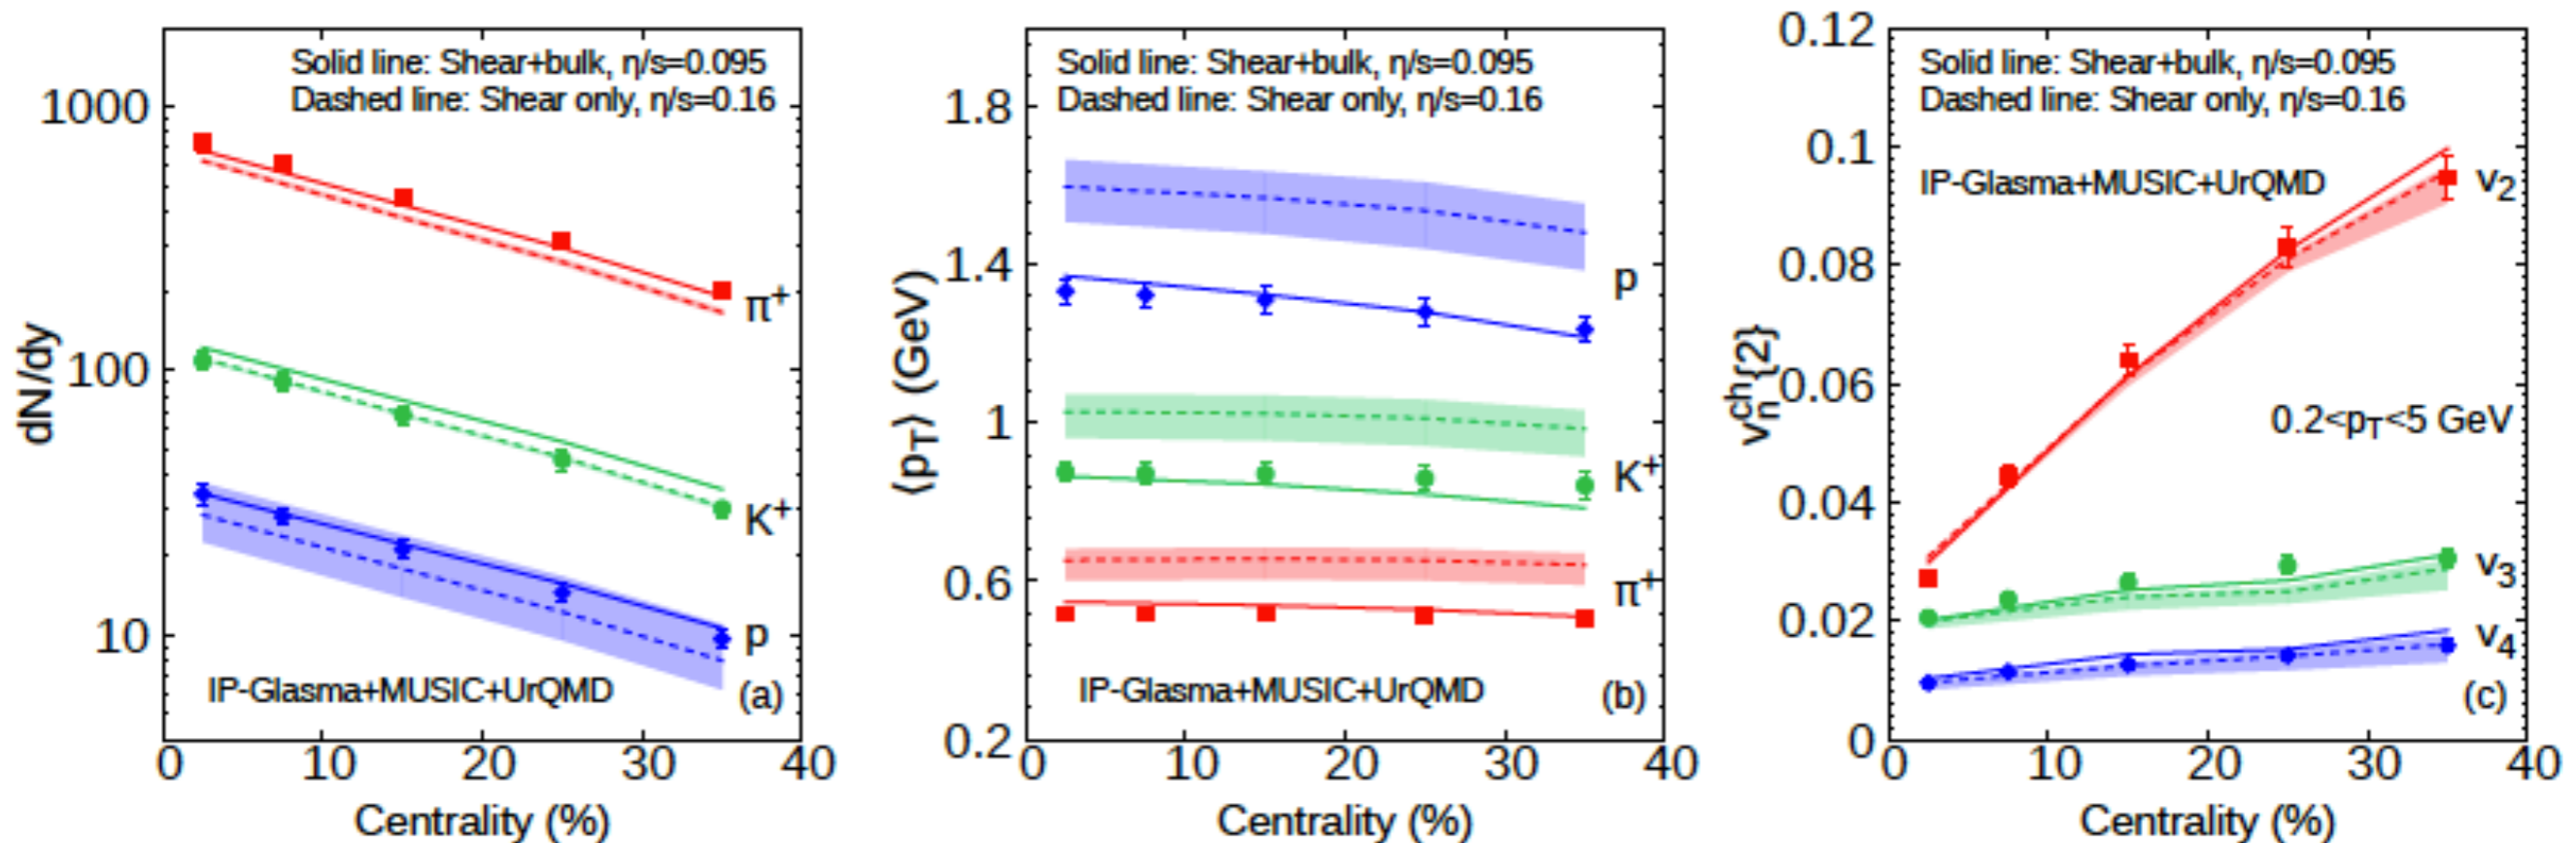 Solid line: Shear+bulk, η/s=0.095
Dashed line: Shear only, η/s=0.16
1000
100
10
dN/dy
π⁺
K⁺
p
IP-Glasma+MUSIC+UrQMD
(a)
0 10 20 30 40
Centrality (%)
Solid line: Shear+bulk, η/s=0.095
Dashed line: Shear only, η/s=0.16
1.8
1.4
1
0.6
0.2
⟨p_T⟩ (GeV)
p
K⁺
π⁺
IP-Glasma+MUSIC+UrQMD
(b)
0 10 20 30 40
Centrality (%)
0.12
0.1
0.08
0.06
0.04
0.02
0
v_n^ch{2}
Solid line: Shear+bulk, η/s=0.095
Dashed line: Shear only, η/s=0.16
IP-Glasma+MUSIC+UrQMD
v₂
0.2<p_T<5 GeV
v₃
v₄
(c)
0 10 20 30 40
Centrality (%)